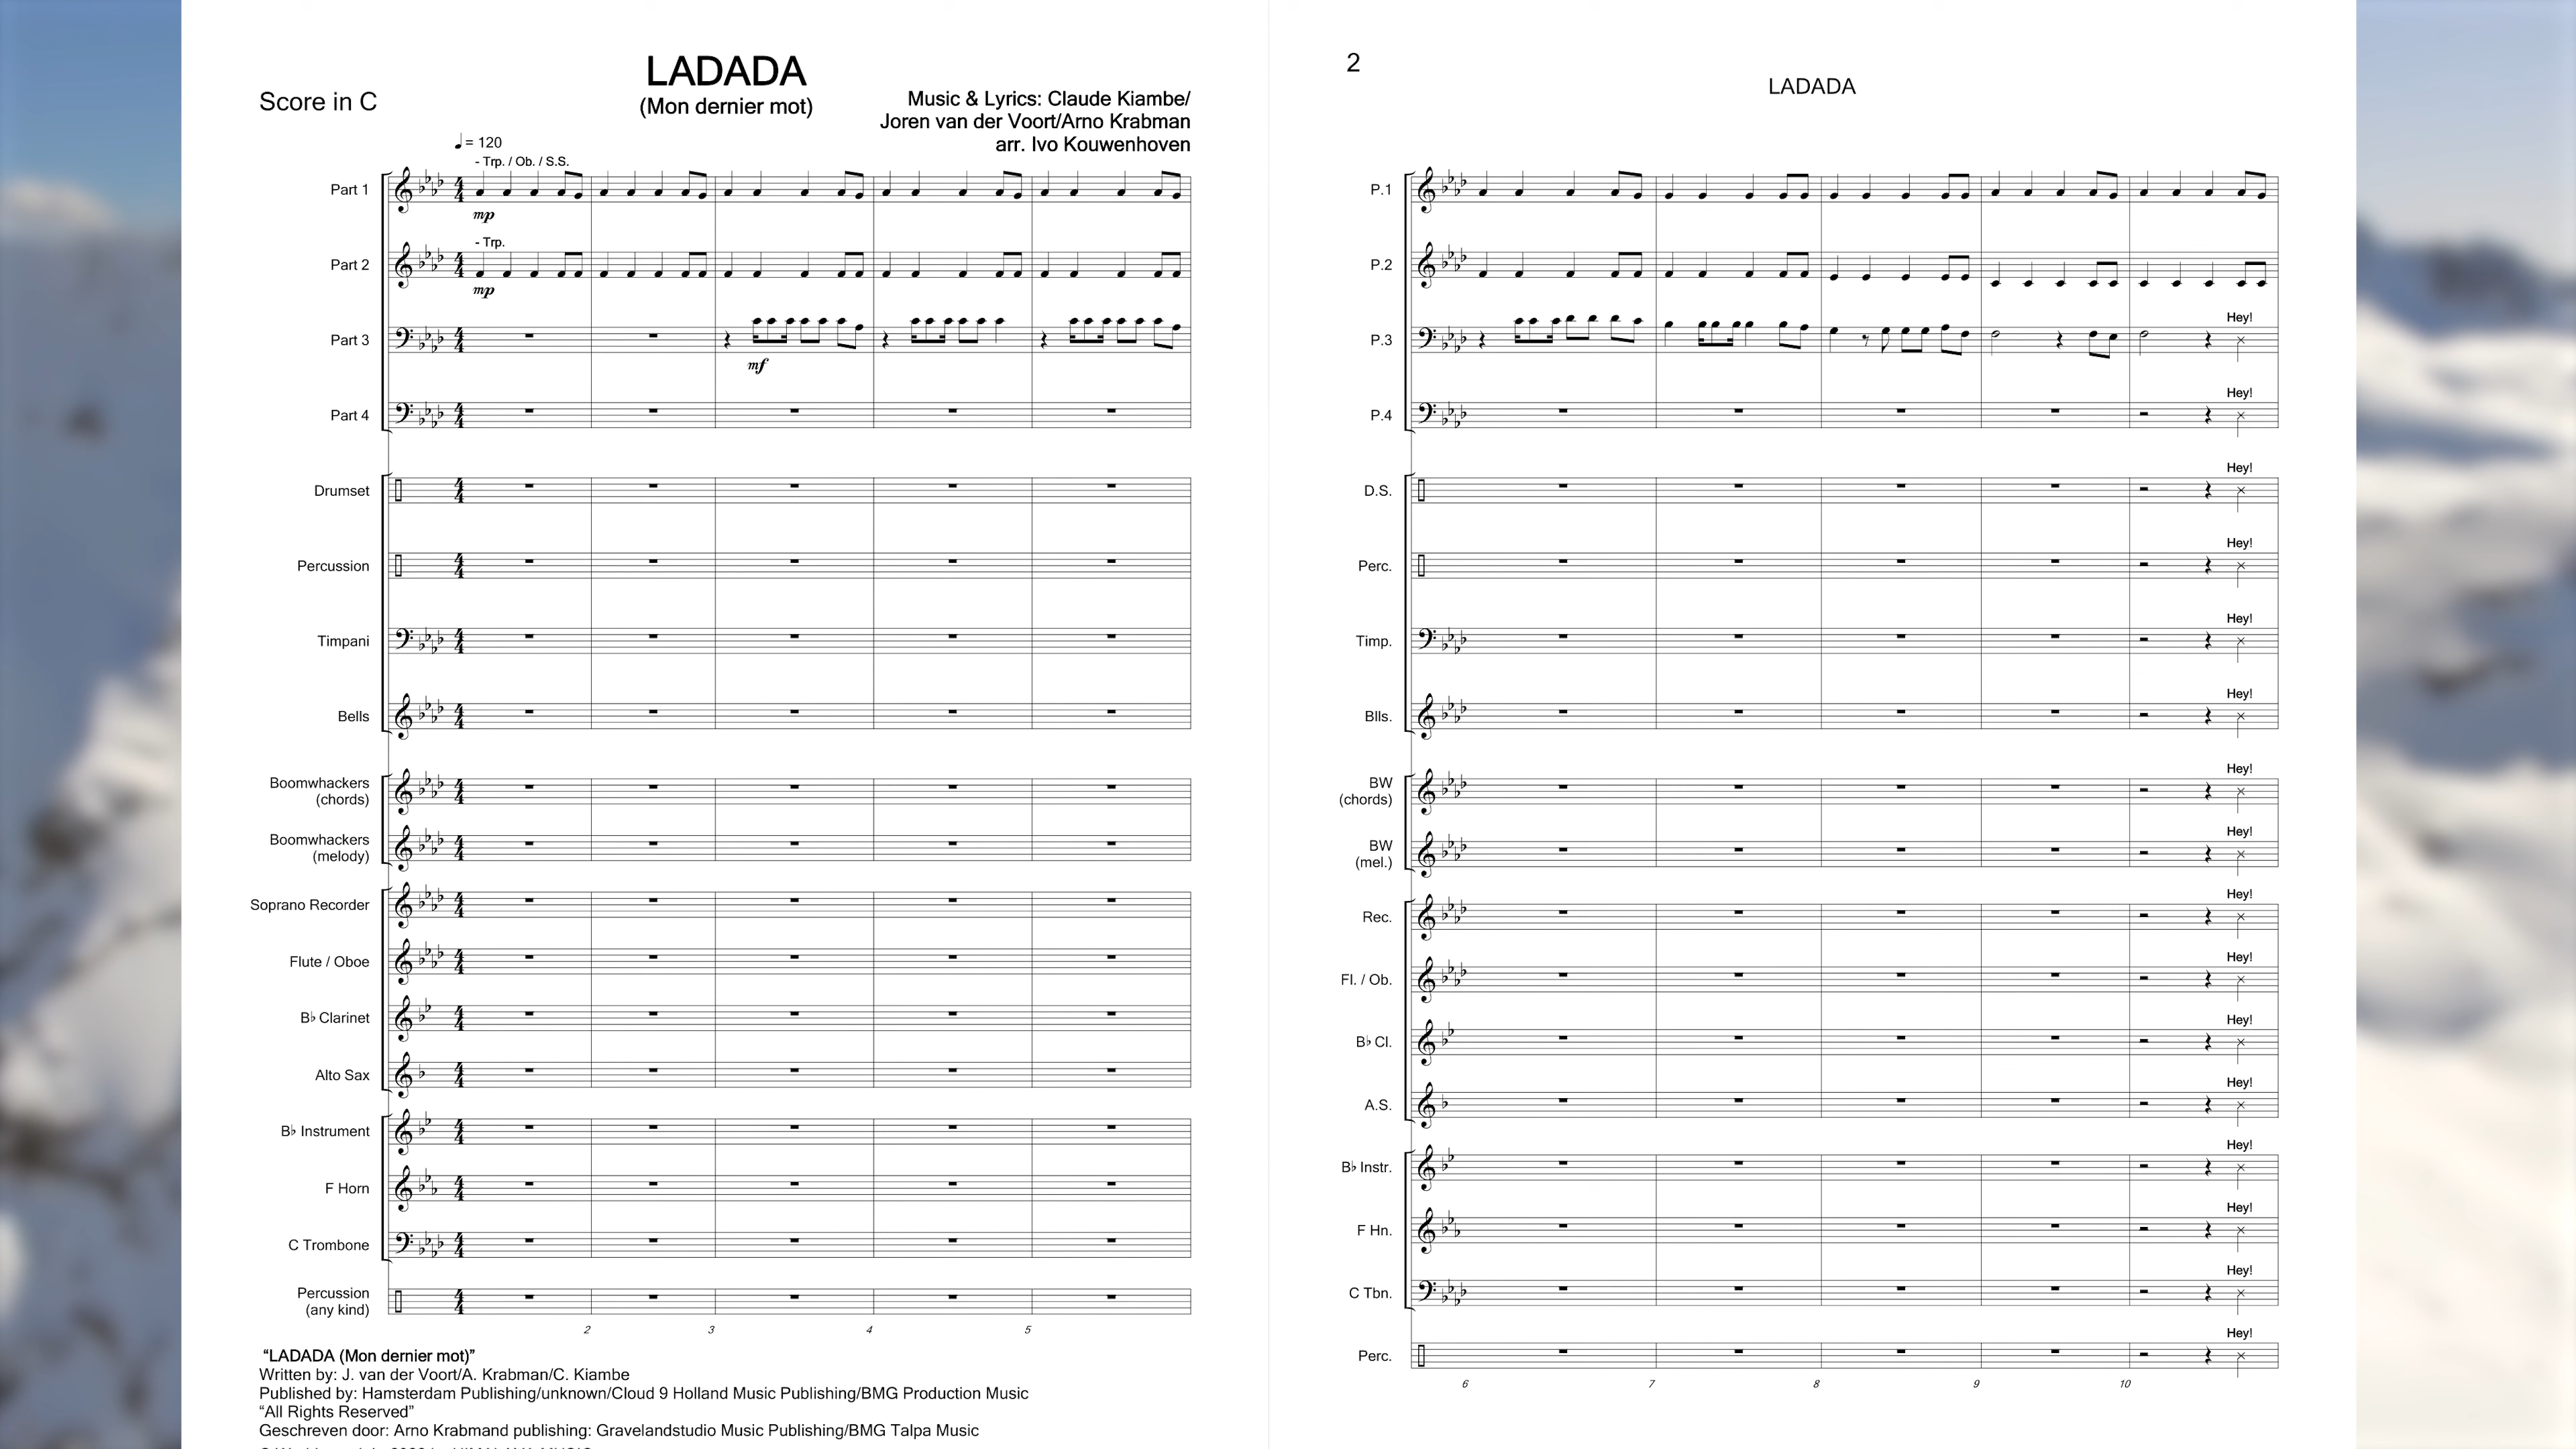 LADADA
(Mon dernier mot)
Score in C
Music & Lyrics: Claude Kiambe/
Joren van der Voort/Arno Krabman
arr. Ivo Kouwenhoven
= 120
- Trp. / Ob. / S.S.
Part 1
mp
- Trp.
Part 2
mp
Part 3
mf
Part 4
Drumset
Percussion
Timpani
Bells
Boomwhackers
(chords)
Boomwhackers
(melody)
Soprano Recorder
Flute / Oboe
B♭ Clarinet
Alto Sax
B♭ Instrument
F Horn
C Trombone
Percussion
(any kind)
2 3 4 5
“LADADA (Mon dernier mot)”
Written by: J. van der Voort/A. Krabman/C. Kiambe
Published by: Hamsterdam Publishing/unknown/Cloud 9 Holland Music Publishing/BMG Production Music
“All Rights Reserved”
Geschreven door: Arno Krabmand publishing: Gravelandstudio Music Publishing/BMG Talpa Music
2
LADADA
P.1
P.2
Hey!
P.3
Hey!
P.4
Hey!
D.S.
Hey!
Perc.
Hey!
Timp.
Hey!
Blls.
Hey!
BW
(chords)
Hey!
BW
(mel.)
Hey!
Rec.
Hey!
Fl. / Ob.
Hey!
B♭ Cl.
Hey!
A.S.
Hey!
B♭ Instr.
Hey!
F Hn.
Hey!
C Tbn.
Hey!
Perc.
6 7 8 9 10